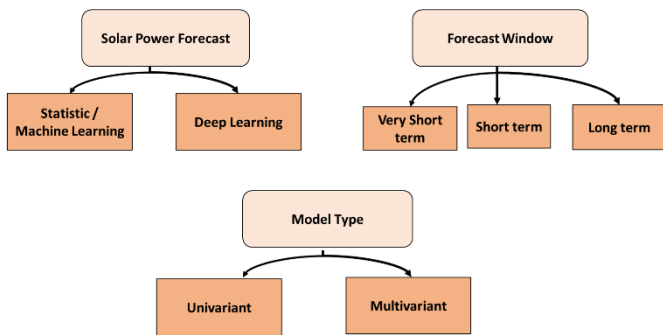 Solar Power Forecast
Statistic /
Machine Learning
Deep Learning
Forecast Window
Very Short
term
Short term
Long term
Model Type
Univariant
Multivariant